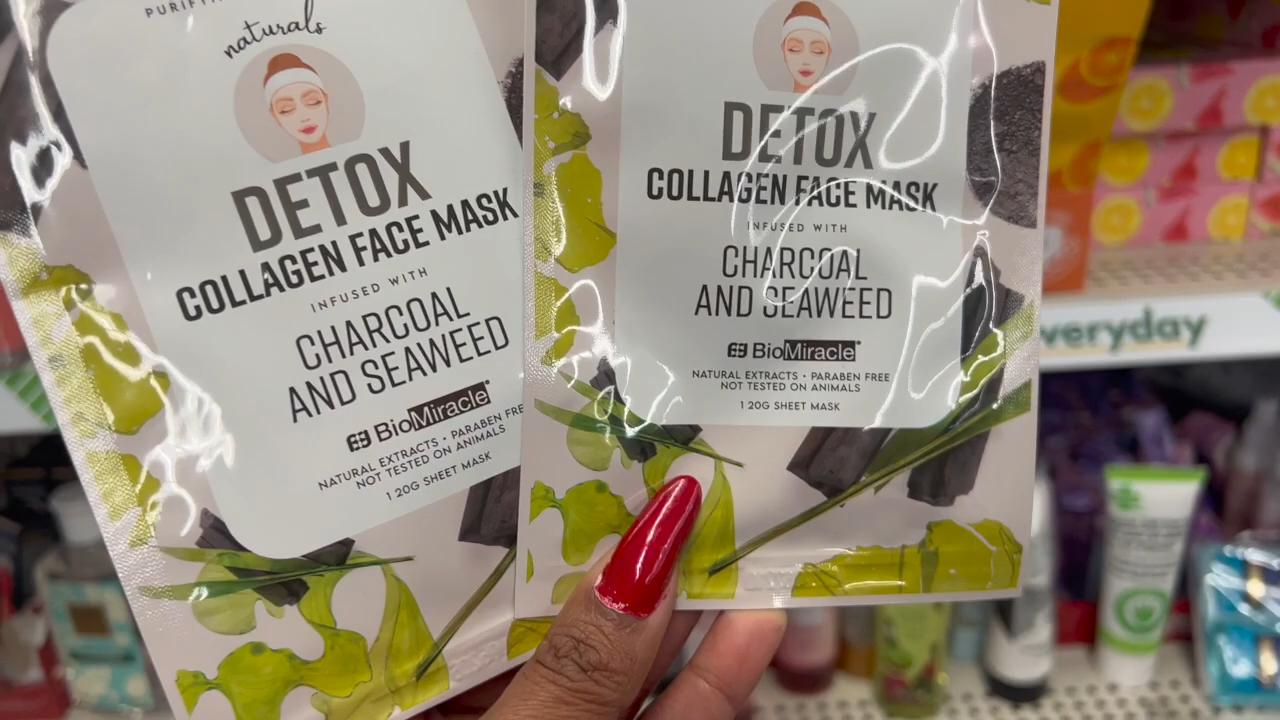 naturals
DETOX
COLLAGEN FACE MASK
INFUSED WITH
CHARCOAL
AND SEAWEED
BioMiracle
NATURAL EXTRACTS • PARABEN FRE
NOT TESTED ON ANIMALS
1 20G SHEET MASK
DETOX
COLLAGEN FACE MASK
INFUSED WITH
CHARCOAL
AND SEAWEED
BioMiracle
NATURAL EXTRACTS • PARABEN FREE
NOT TESTED ON ANIMALS
1 20G SHEET MASK
everyday